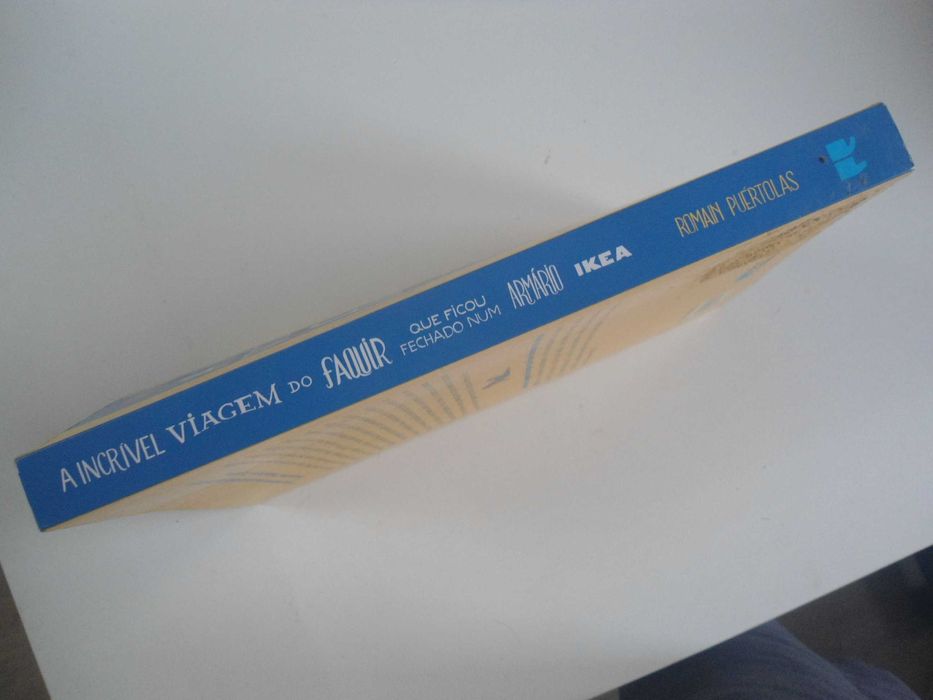 A INCRÍVEL VIAGEM DO FAQUIR
QUE FICOU
FECHADO NUM
ARMÁRIO IKEA
ROMAIN PUÉRTOLAS